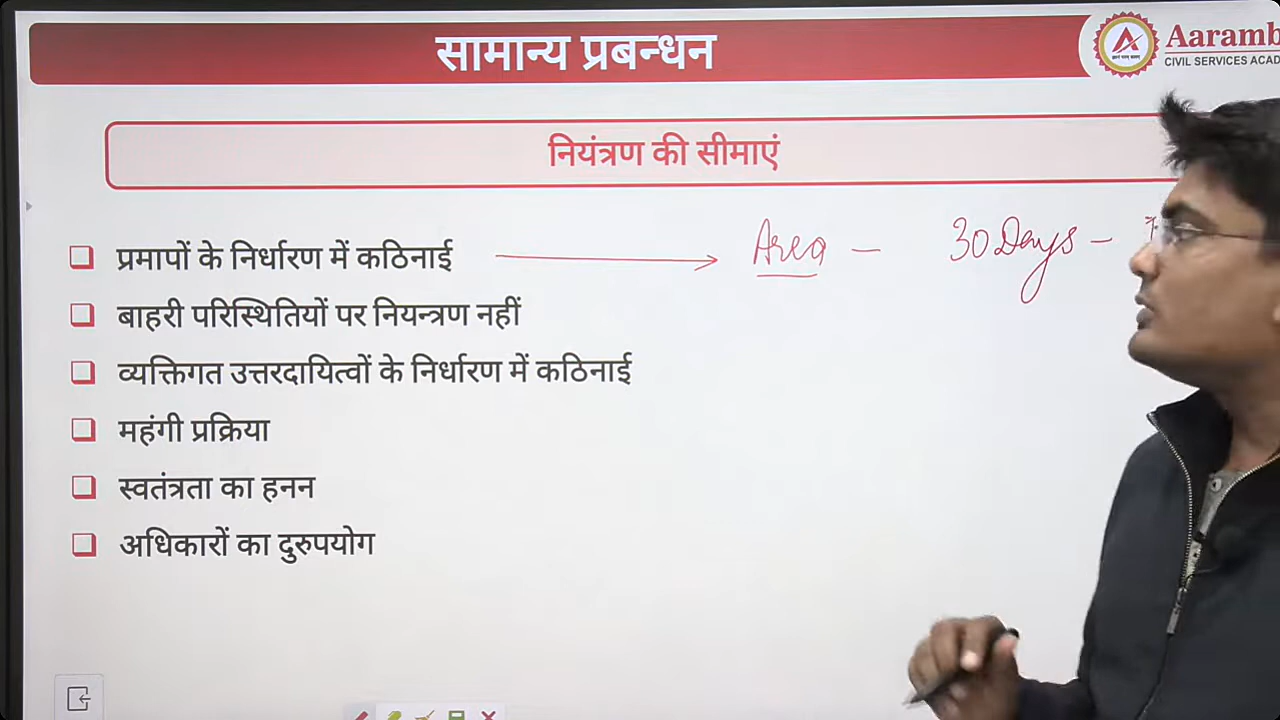 सामान्य प्रबन्धन
Aaramb
CIVIL SERVICES ACAD
नियंत्रण की सीमाएं
प्रमापों के निर्धारण में कठिनाई → Area – 30 Days –
बाहरी परिस्थितियों पर नियन्त्रण नहीं
व्यक्तिगत उत्तरदायित्वों के निर्धारण में कठिनाई
महंगी प्रक्रिया
स्वतंत्रता का हनन
अधिकारों का दुरुपयोग